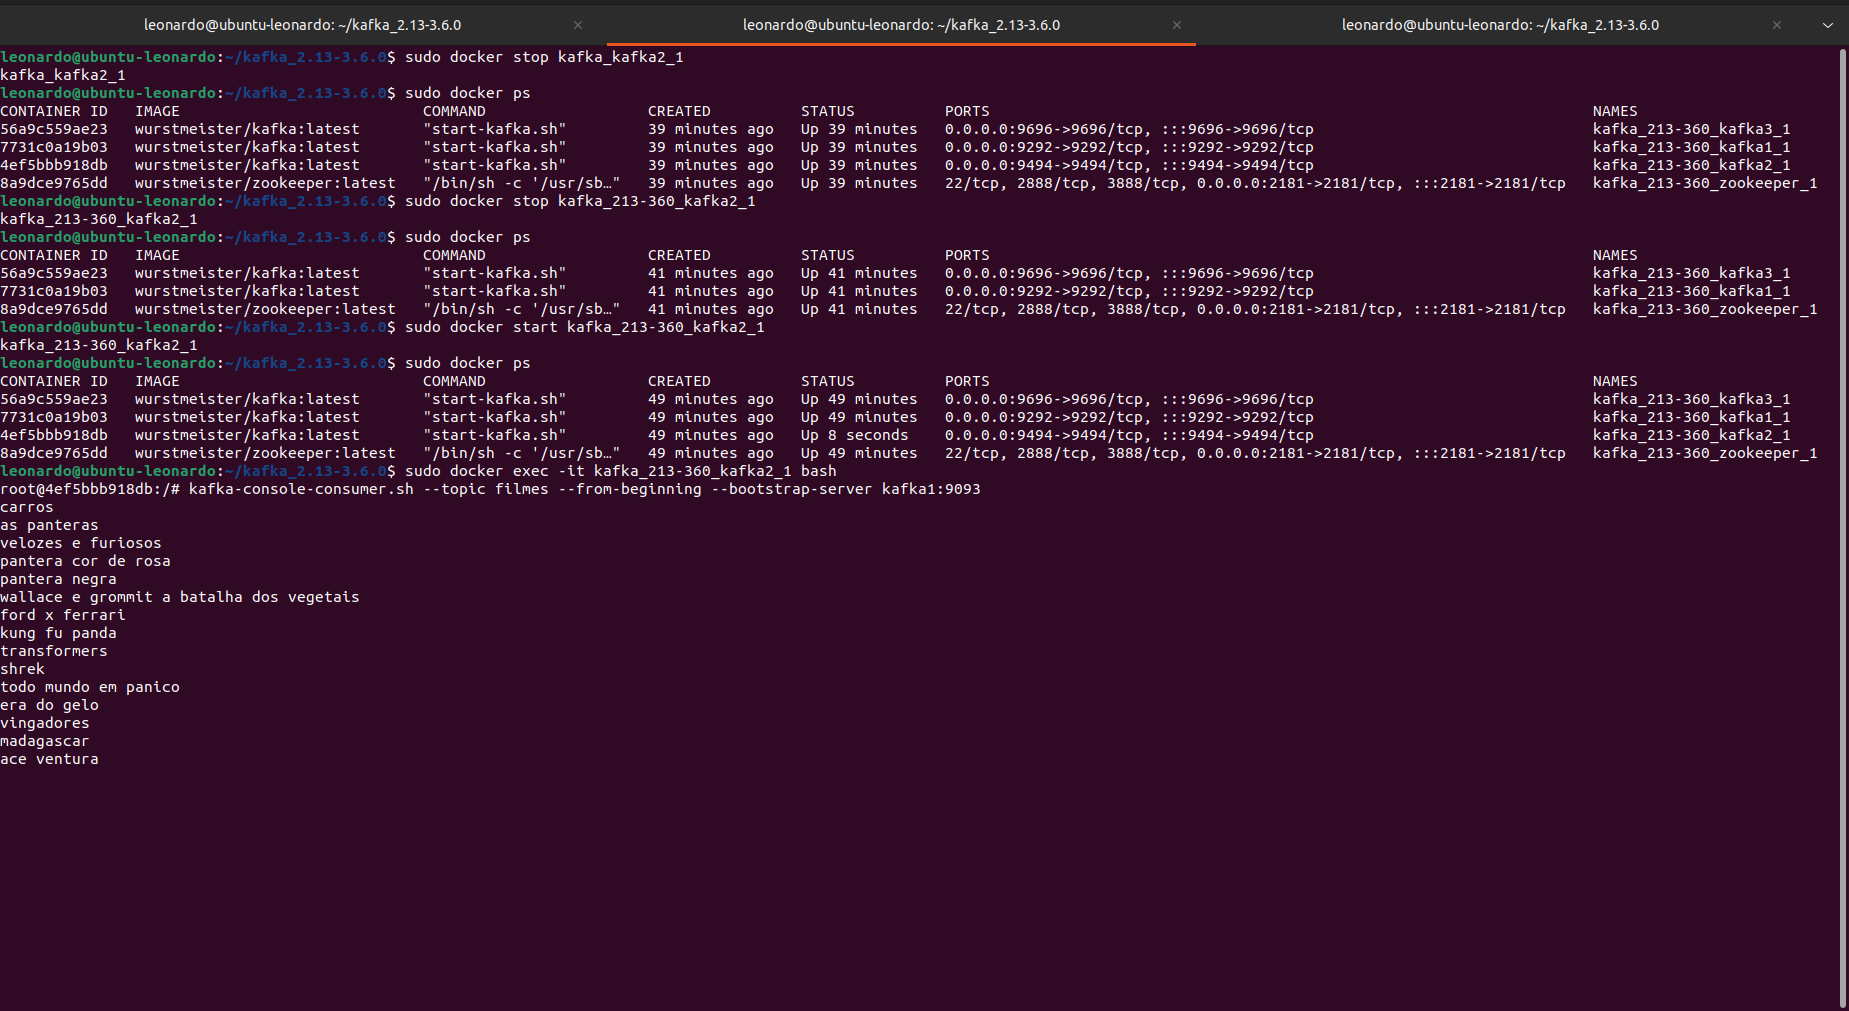 leonardo@ubuntu-leonardo: ~/kafka_2.13-3.6.0 × leonardo@ubuntu-leonardo: ~/kafka_2.13-3.6.0 × leonardo@ubuntu-leonardo: ~/kafka_2.13-3.6.0 ×
leonardo@ubuntu-leonardo:~/kafka_2.13-3.6.0$ sudo docker stop kafka_kafka2_1
kafka_kafka2_1
leonardo@ubuntu-leonardo:~/kafka_2.13-3.6.0$ sudo docker ps
CONTAINER ID   IMAGE                           COMMAND                  CREATED          STATUS          PORTS                                                                   NAMES
56a9c559ae23   wurstmeister/kafka:latest       "start-kafka.sh"         39 minutes ago   Up 39 minutes   0.0.0.0:9696->9696/tcp, :::9696->9696/tcp                               kafka_213-360_kafka3_1
7731c0a19b03   wurstmeister/kafka:latest       "start-kafka.sh"         39 minutes ago   Up 39 minutes   0.0.0.0:9292->9292/tcp, :::9292->9292/tcp                               kafka_213-360_kafka1_1
4ef5bbb918db   wurstmeister/kafka:latest       "start-kafka.sh"         39 minutes ago   Up 39 minutes   0.0.0.0:9494->9494/tcp, :::9494->9494/tcp                               kafka_213-360_kafka2_1
8a9dce9765dd   wurstmeister/zookeeper:latest   "/bin/sh -c '/usr/sb…"   39 minutes ago   Up 39 minutes   22/tcp, 2888/tcp, 3888/tcp, 0.0.0.0:2181->2181/tcp, :::2181->2181/tcp   kafka_213-360_zookeeper_1
leonardo@ubuntu-leonardo:~/kafka_2.13-3.6.0$ sudo docker stop kafka_213-360_kafka2_1
kafka_213-360_kafka2_1
leonardo@ubuntu-leonardo:~/kafka_2.13-3.6.0$ sudo docker ps
CONTAINER ID   IMAGE                           COMMAND                  CREATED          STATUS          PORTS                                                                   NAMES
56a9c559ae23   wurstmeister/kafka:latest       "start-kafka.sh"         41 minutes ago   Up 41 minutes   0.0.0.0:9696->9696/tcp, :::9696->9696/tcp                               kafka_213-360_kafka3_1
7731c0a19b03   wurstmeister/kafka:latest       "start-kafka.sh"         41 minutes ago   Up 41 minutes   0.0.0.0:9292->9292/tcp, :::9292->9292/tcp                               kafka_213-360_kafka1_1
8a9dce9765dd   wurstmeister/zookeeper:latest   "/bin/sh -c '/usr/sb…"   41 minutes ago   Up 41 minutes   22/tcp, 2888/tcp, 3888/tcp, 0.0.0.0:2181->2181/tcp, :::2181->2181/tcp   kafka_213-360_zookeeper_1
leonardo@ubuntu-leonardo:~/kafka_2.13-3.6.0$ sudo docker start kafka_213-360_kafka2_1
kafka_213-360_kafka2_1
leonardo@ubuntu-leonardo:~/kafka_2.13-3.6.0$ sudo docker ps
CONTAINER ID   IMAGE                           COMMAND                  CREATED          STATUS          PORTS                                                                   NAMES
56a9c559ae23   wurstmeister/kafka:latest       "start-kafka.sh"         49 minutes ago   Up 49 minutes   0.0.0.0:9696->9696/tcp, :::9696->9696/tcp                               kafka_213-360_kafka3_1
7731c0a19b03   wurstmeister/kafka:latest       "start-kafka.sh"         49 minutes ago   Up 49 minutes   0.0.0.0:9292->9292/tcp, :::9292->9292/tcp                               kafka_213-360_kafka1_1
4ef5bbb918db   wurstmeister/kafka:latest       "start-kafka.sh"         49 minutes ago   Up 8 seconds    0.0.0.0:9494->9494/tcp, :::9494->9494/tcp                               kafka_213-360_kafka2_1
8a9dce9765dd   wurstmeister/zookeeper:latest   "/bin/sh -c '/usr/sb…"   49 minutes ago   Up 49 minutes   22/tcp, 2888/tcp, 3888/tcp, 0.0.0.0:2181->2181/tcp, :::2181->2181/tcp   kafka_213-360_zookeeper_1
leonardo@ubuntu-leonardo:~/kafka_2.13-3.6.0$ sudo docker exec -it kafka_213-360_kafka2_1 bash
root@4ef5bbb918db:/# kafka-console-consumer.sh --topic filmes --from-beginning --bootstrap-server kafka1:9093
carros
as panteras
velozes e furiosos
pantera cor de rosa
pantera negra
wallace e grommit a batalha dos vegetais
ford x ferrari
kung fu panda
transformers
shrek
todo mundo em panico
era do gelo
vingadores
madagascar
ace ventura